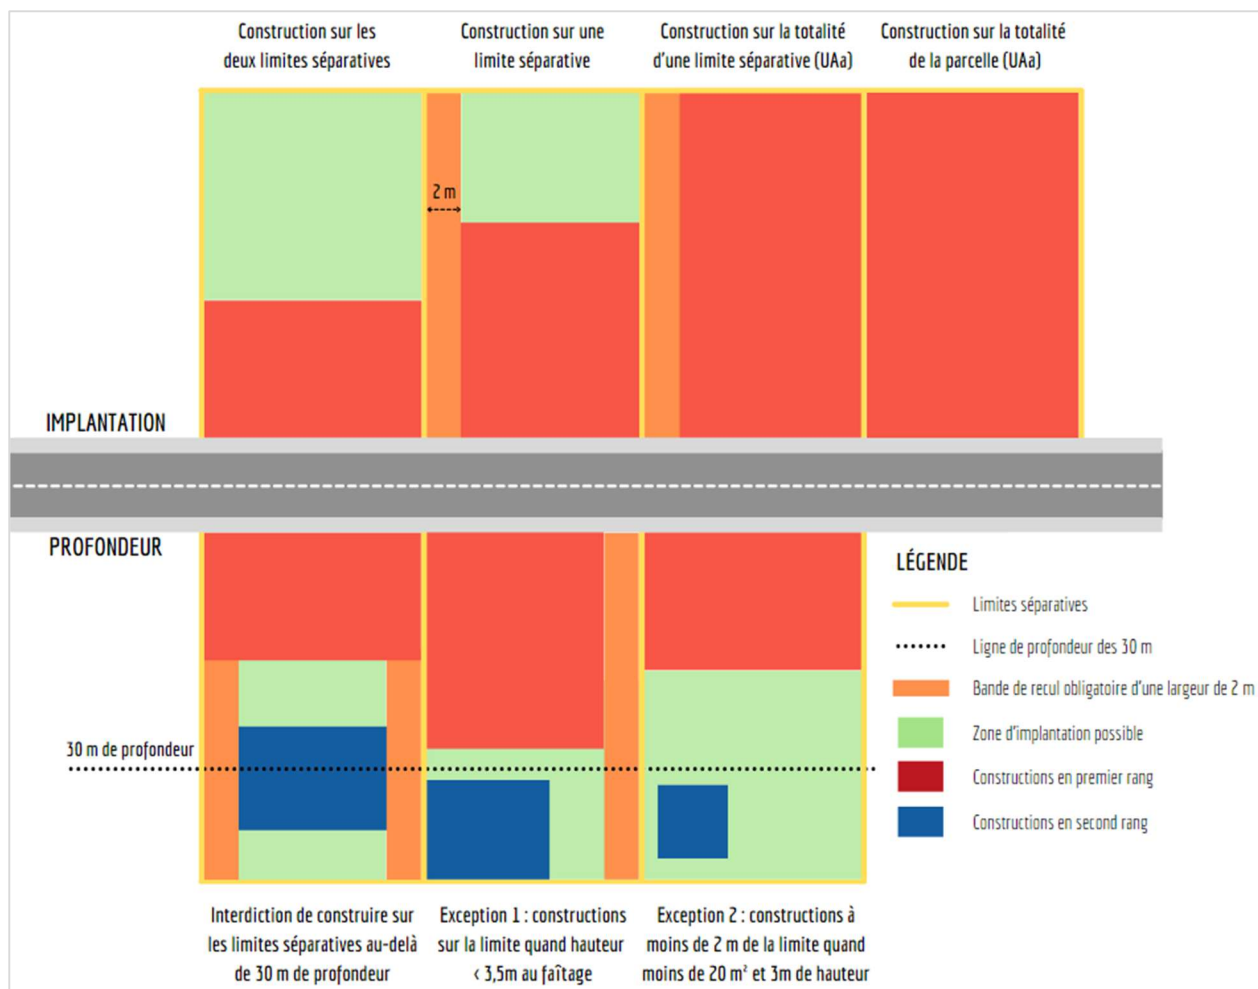 Construction sur les
deux limites séparatives
Construction sur une
limite séparative
Construction sur la totalité
d'une limite séparative (UAa)
Construction sur la totalité
de la parcelle (UAa)
2 m
IMPLANTATION
PROFONDEUR
30 m de profondeur
LÉGENDE
Limites séparatives
Ligne de profondeur des 30 m
Bande de recul obligatoire d'une largeur de 2 m
Zone d'implantation possible
Constructions en premier rang
Constructions en second rang
Interdiction de construire sur
les limites séparatives au-delà
de 30 m de profondeur
Exception 1 : constructions
sur la limite quand hauteur
< 3,5m au faîtage
Exception 2 : constructions à
moins de 2 m de la limite quand
moins de 20 m² et 3m de hauteur